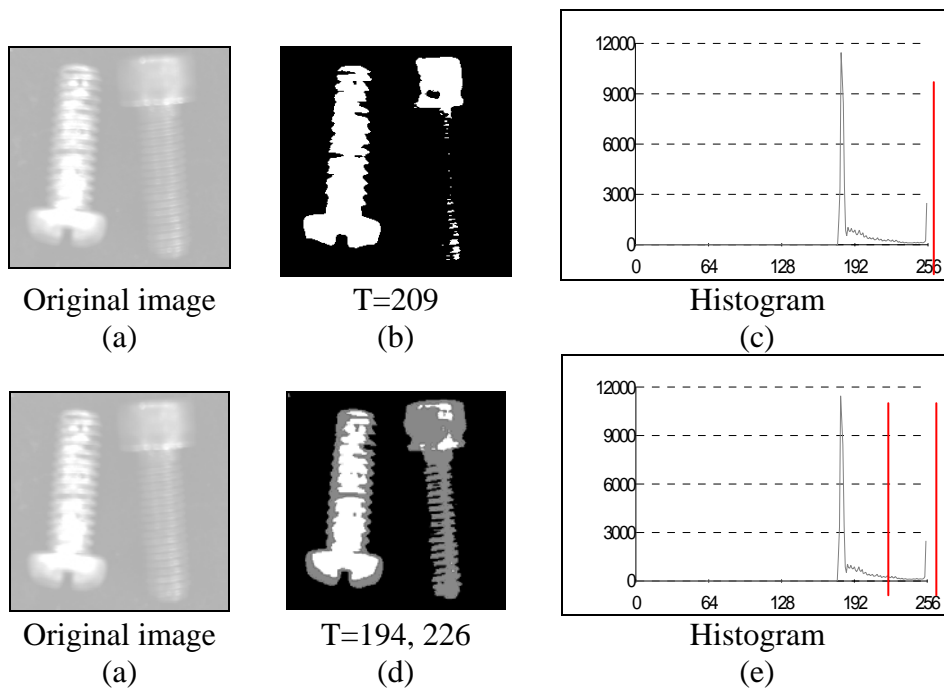 12000
9000
6000
3000
0
0 64 128 192 256
Original image T=209 Histogram
(a) (b) (c)
12000
9000
6000
3000
0
0 64 128 192 256
Original image T=194, 226 Histogram
(a) (d) (e)